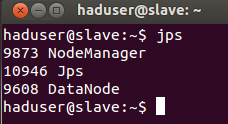 haduser@slave: ~
haduser@slave:~$ jps
9873 NodeManager
10946 Jps
9608 DataNode
haduser@slave:~$